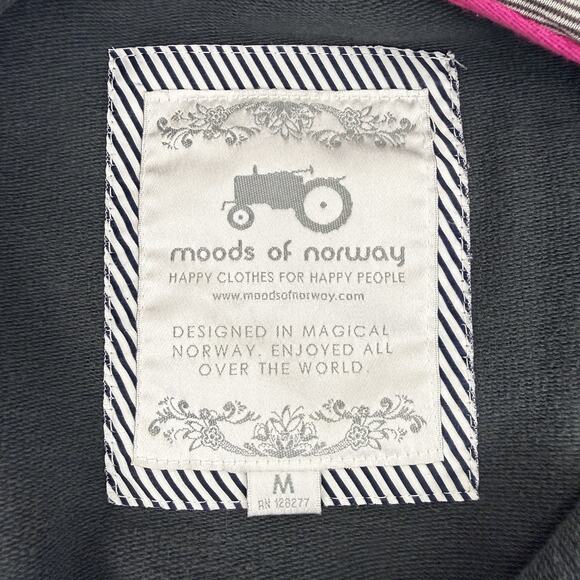 moods of norway
HAPPY CLOTHES FOR HAPPY PEOPLE
www.moodsofnorway.com
DESIGNED IN MAGICAL
NORWAY. ENJOYED ALL
OVER THE WORLD.
M
RN 128277